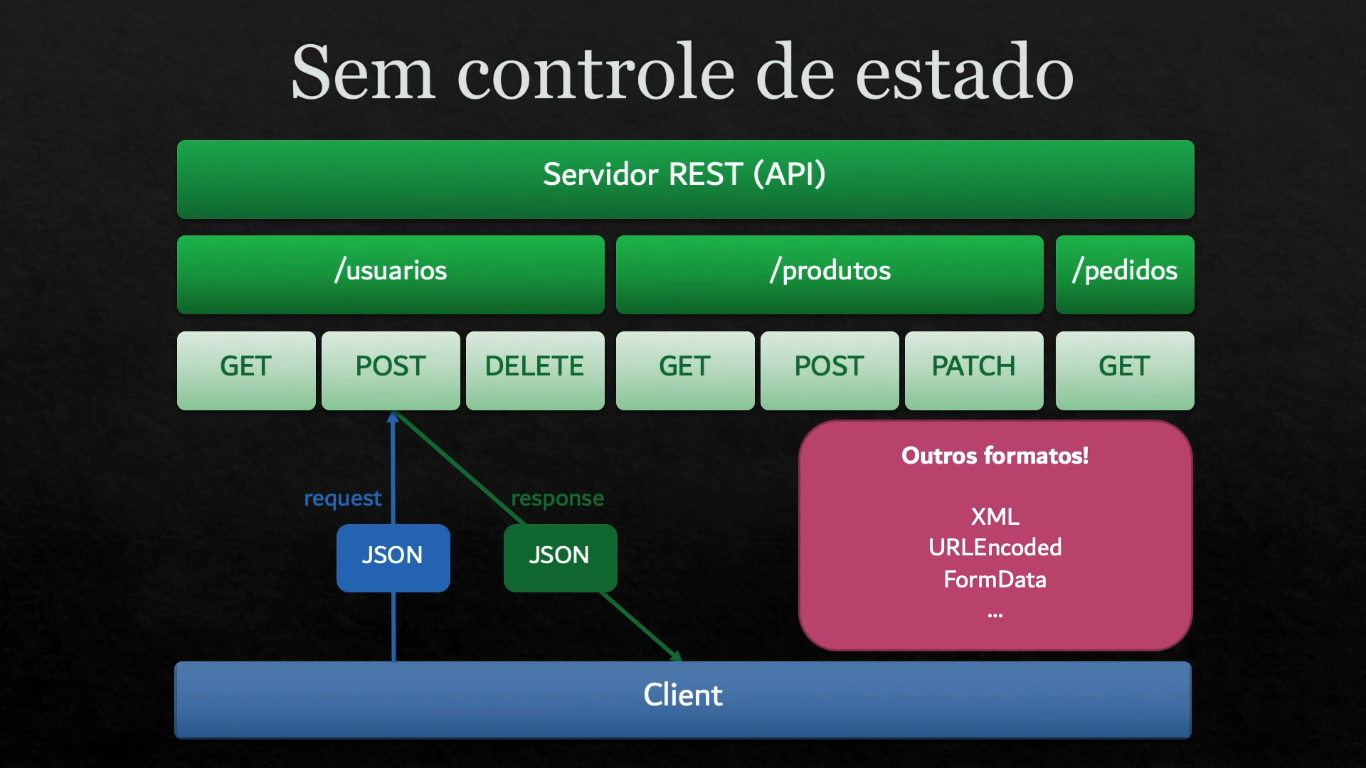 Sem controle de estado
Servidor REST (API)
/usuarios
/produtos
/pedidos
GET
POST
DELETE
GET
POST
PATCH
GET
request
response
JSON
JSON
Outros formatos!
XML
URLEncoded
FormData
...
Client